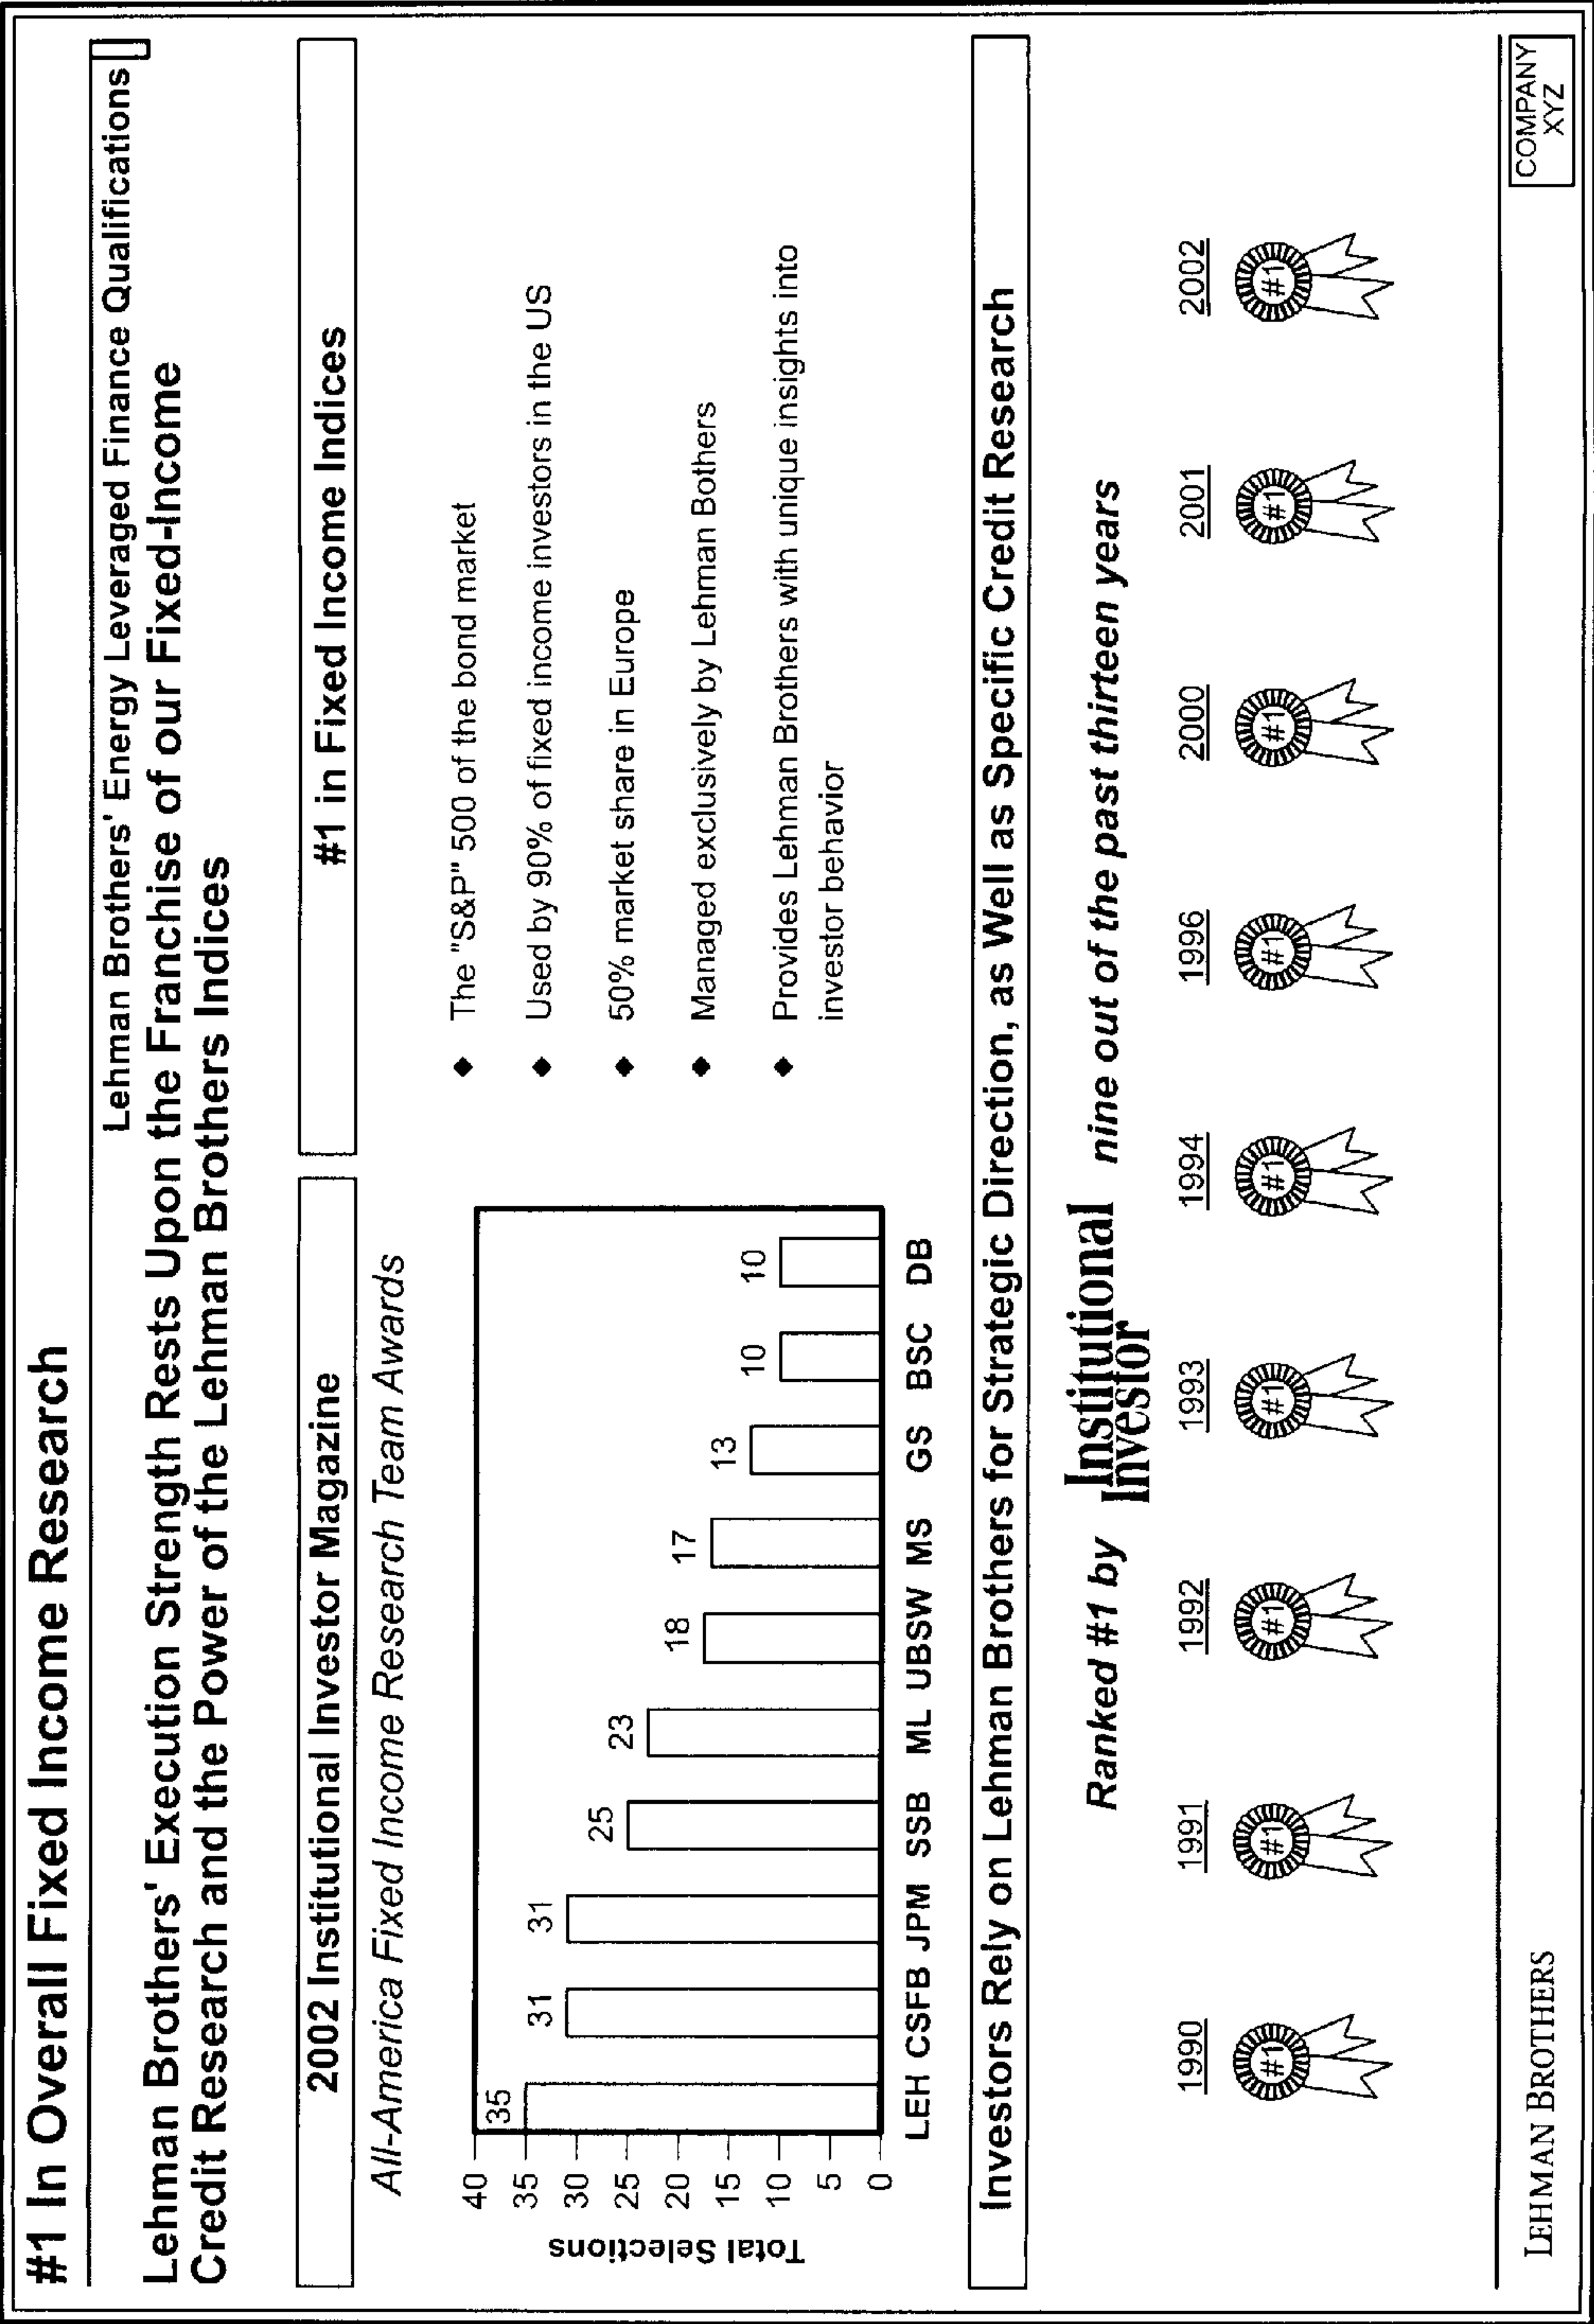 #1 In Overall Fixed Income Research
Lehman Brothers' Energy Leveraged Finance Qualifications
Lehman Brothers' Execution Strength Rests Upon the Franchise of our Fixed-Income
Credit Research and the Power of the Lehman Brothers Indices
2002 Institutional Investor Magazine
All-America Fixed Income Research Team Awards
Total Selections
40
35
30
25
20
15
10
5
0
35
31
31
25
23
18
17
13
10
10
LEH CSFB JPM SSB ML UBSW MS GS BSC DB
#1 in Fixed Income Indices
◆ The "S&P" 500 of the bond market
◆ Used by 90% of fixed income investors in the US
◆ 50% market share in Europe
◆ Managed exclusively by Lehman Bothers
◆ Provides Lehman Brothers with unique insights into
investor behavior
Investors Rely on Lehman Brothers for Strategic Direction, as Well as Specific Credit Research
Ranked #1 by Institutional Investor nine out of the past thirteen years
1990 1991 1992 1993 1994 1996 2000 2001 2002
#1 #1 #1 #1 #1 #1 #1 #1 #1
LEHMAN BROTHERS
COMPANY
XYZ